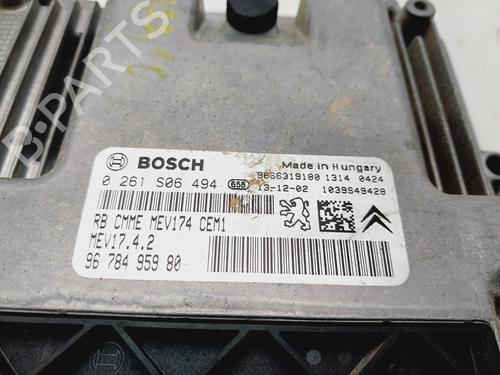 B-PARTS
BOSCH
Made in Hungary
0 261 S06 494 658
9666319180 1314 0424
13-12-02 1039S49428
RB CMME MEV174 CEM1
MEV17.4.2
96 784 959 80